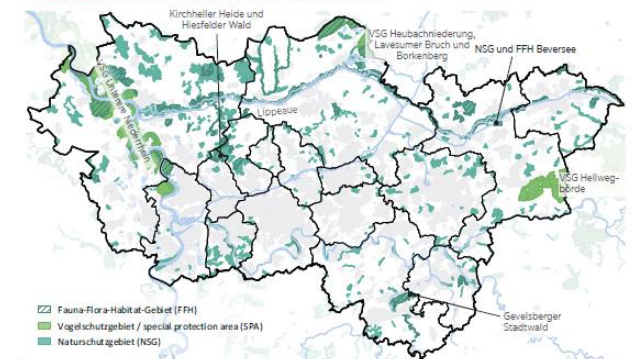 Kirchheller Heide und
Hiesfelder Wald
VSG Heubachniederung,
Lavesumer Bruch und
Borkenberg
NSG und FFH Beversee
VSG Unterer Niederrhein
Lippeaue
VSG Hellweg-
börde
Gevelsberger
Stadtwald
Fauna-Flora-Habitat-Gebiet (FFH)
Vogelschutzgebiet / special protection area (SPA)
Naturschutzgebiet (NSG)